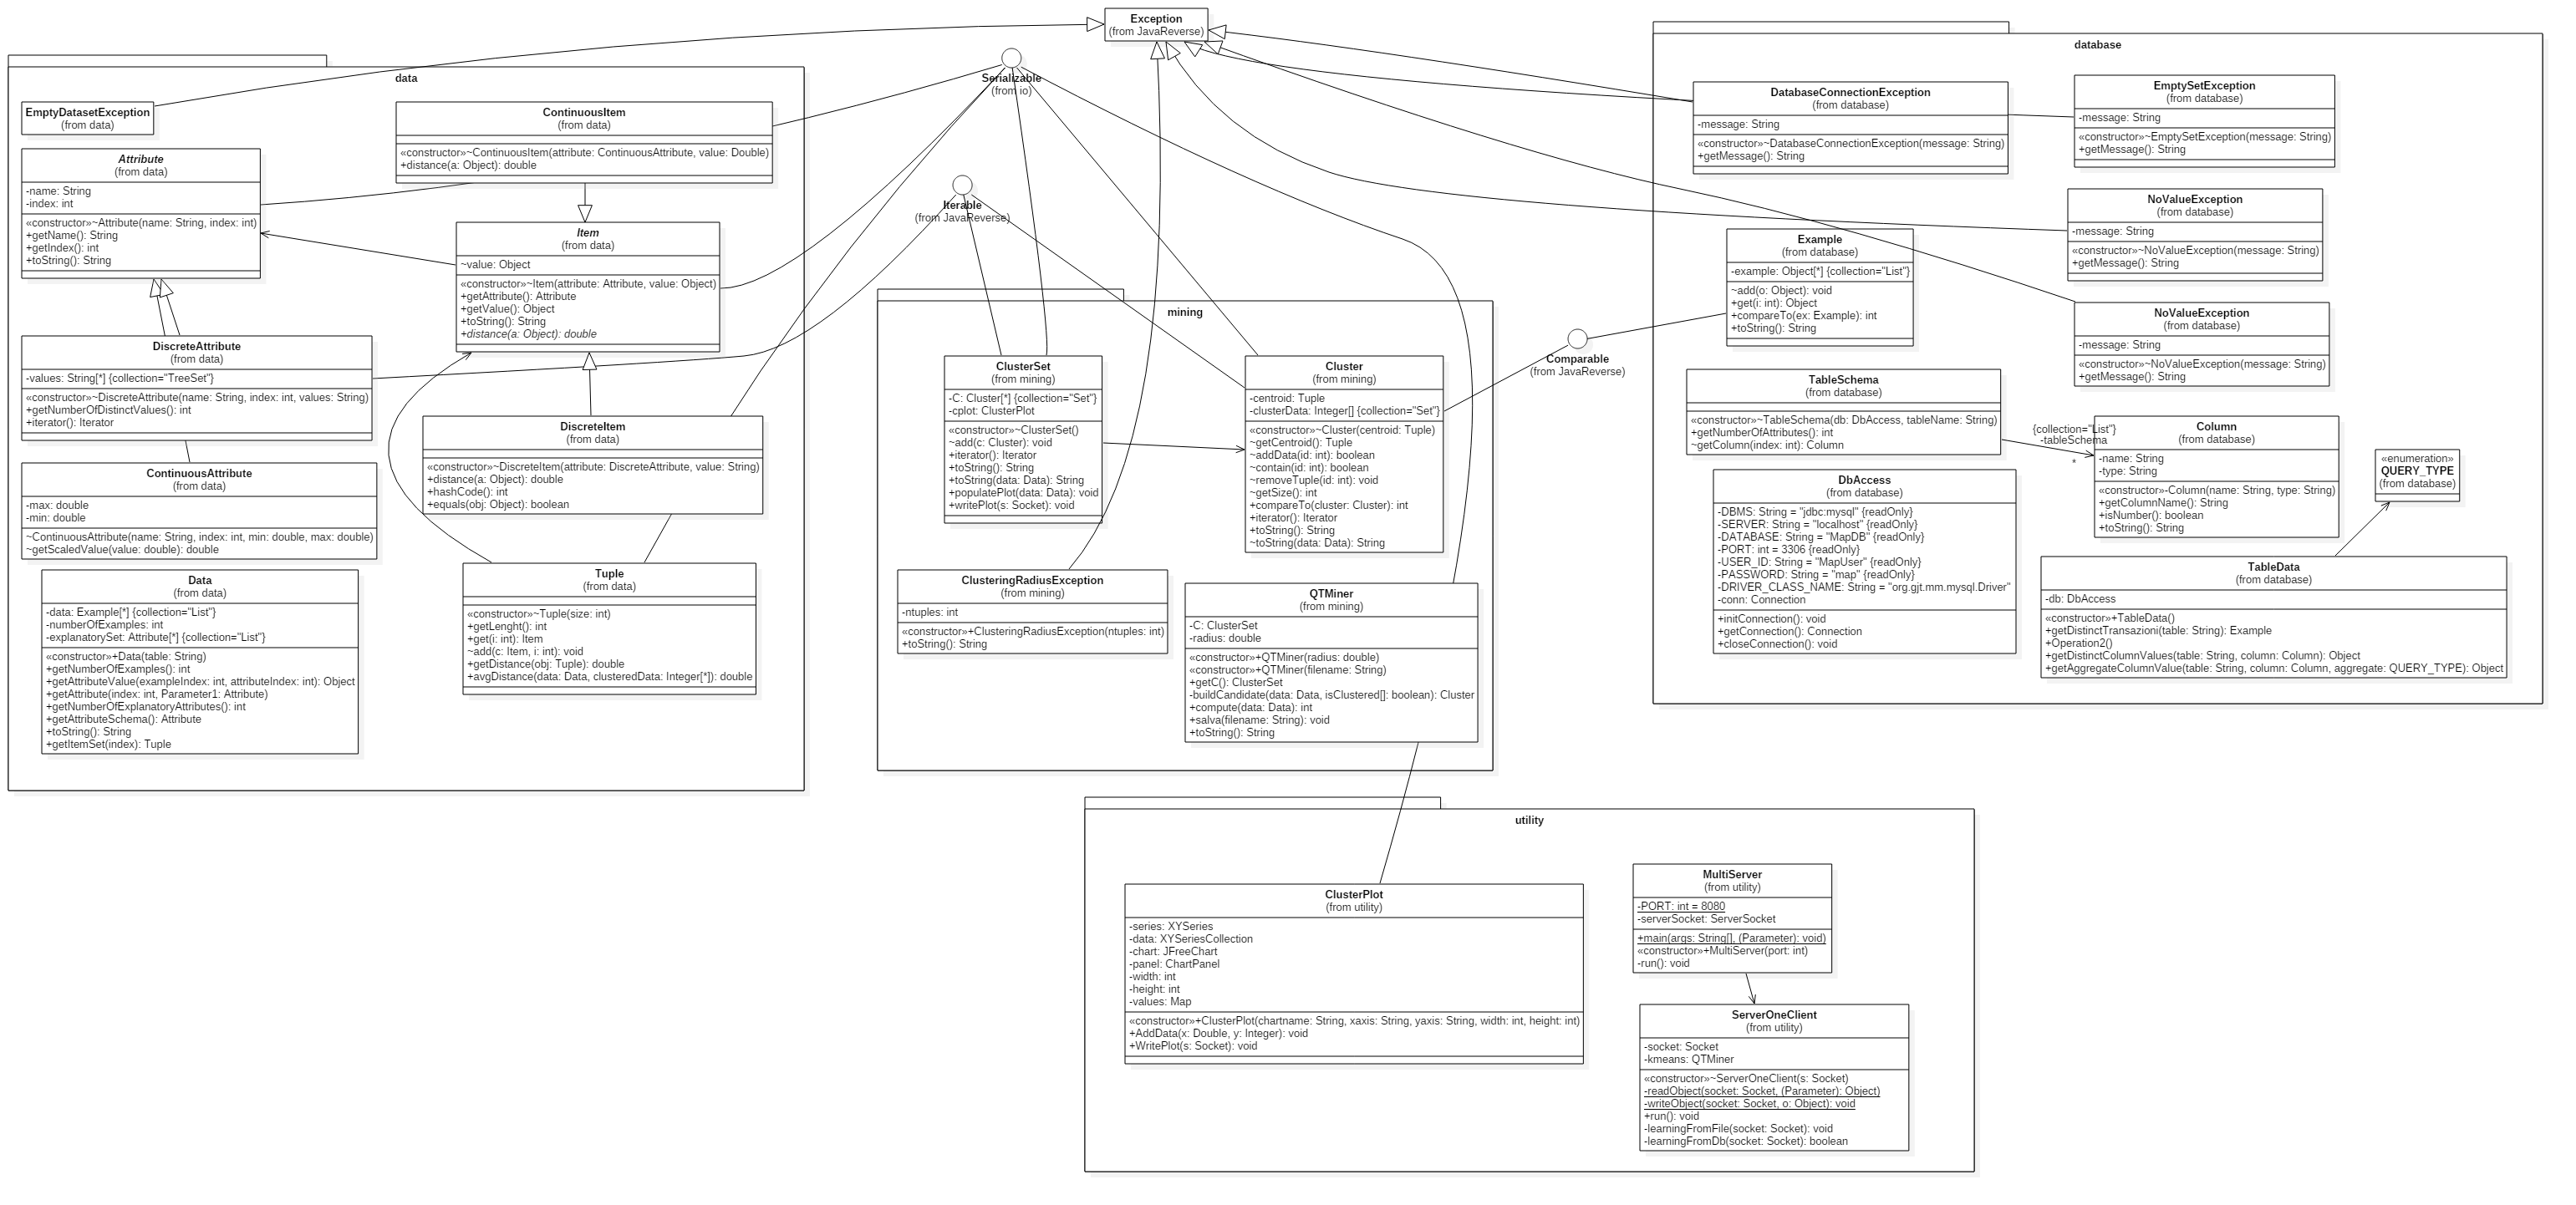 Exception
(from JavaReverse)
Serializable
(from io)
Iterable
(from JavaReverse)
Comparable
(from JavaReverse)
data
EmptyDatasetException
(from data)
ContinuousItem
(from data)
«constructor»~ContinuousItem(attribute: ContinuousAttribute, value: Double)
+distance(a: Object): double
Attribute
(from data)
-name: String
-index: int
«constructor»~Attribute(name: String, index: int)
+getName(): String
+getIndex(): int
+toString(): String
Item
(from data)
~value: Object
«constructor»~Item(attribute: Attribute, value: Object)
+getAttribute(): Attribute
+getValue(): Object
+toString(): String
+distance(a: Object): double
DiscreteAttribute
(from data)
-values: String[*] {collection="TreeSet"}
«constructor»~DiscreteAttribute(name: String, index: int, values: String)
+getNumberOfDistinctValues(): int
+iterator(): Iterator
DiscreteItem
(from data)
«constructor»~DiscreteItem(attribute: DiscreteAttribute, value: String)
+distance(a: Object): double
+hashCode(): int
+equals(obj: Object): boolean
ContinuousAttribute
(from data)
-max: double
-min: double
~ContinuousAttribute(name: String, index: int, min: double, max: double)
~getScaledValue(value: double): double
Data
(from data)
-data: Example[*] {collection="List"}
-numberOfExamples: int
-explanatorySet: Attribute[*] {collection="List"}
«constructor»+Data(table: String)
+getNumberOfExamples(): int
+getAttributeValue(exampleIndex: int, attributeIndex: int): Object
+getAttribute(index: int, Parameter1: Attribute)
+getNumberOfExplanatoryAttributes(): int
+getAttributeSchema(): Attribute
+toString(): String
+getItemSet(index): Tuple
Tuple
(from data)
«constructor»~Tuple(size: int)
+getLenght(): int
+get(i: int): Item
~add(c: Item, i: int): void
+getDistance(obj: Tuple): double
+avgDistance(data: Data, clusteredData: Integer[*]): double
mining
ClusterSet
(from mining)
-C: Cluster[*] {collection="Set"}
-cplot: ClusterPlot
«constructor»~ClusterSet()
~add(c: Cluster): void
+iterator(): Iterator
+toString(): String
+toString(data: Data): String
+populatePlot(data: Data): void
+writePlot(s: Socket): void
Cluster
(from mining)
-centroid: Tuple
-clusterData: Integer[] {collection="Set"}
«constructor»~Cluster(centroid: Tuple)
~getCentroid(): Tuple
~addData(id: int): boolean
~contain(id: int): boolean
~removeTuple(id: int): void
~getSize(): int
+compareTo(cluster: Cluster): int
+iterator(): Iterator
+toString(): String
~toString(data: Data): String
ClusteringRadiusException
(from mining)
-ntuples: int
«constructor»+ClusteringRadiusException(ntuples: int)
+toString(): String
QTMiner
(from mining)
-C: ClusterSet
-radius: double
«constructor»+QTMiner(radius: double)
«constructor»+QTMiner(filename: String)
+getC(): ClusterSet
-buildCandidate(data: Data, isClustered[]: boolean): Cluster
+compute(data: Data): int
+salva(filename: String): void
+toString(): String
database
DatabaseConnectionException
(from database)
-message: String
«constructor»~DatabaseConnectionException(message: String)
+getMessage(): String
EmptySetException
(from database)
-message: String
«constructor»~EmptySetException(message: String)
+getMessage(): String
NoValueException
(from database)
-message: String
«constructor»~NoValueException(message: String)
+getMessage(): String
Example
(from database)
-example: Object[*] {collection="List"}
~add(o: Object): void
+get(i: int): Object
+compareTo(ex: Example): int
+toString(): String
NoValueException
(from database)
-message: String
«constructor»~NoValueException(message: String)
+getMessage(): String
TableSchema
(from database)
«constructor»~TableSchema(db: DbAccess, tableName: String)
+getNumberOfAttributes(): int
~getColumn(index: int): Column
{collection="List"}
-tableSchema
*
Column
(from database)
-name: String
-type: String
«constructor»-Column(name: String, type: String)
+getColumnName(): String
+isNumber(): boolean
+toString(): String
«enumeration»
QUERY_TYPE
(from database)
DbAccess
(from database)
-DBMS: String = "jdbc:mysql" {readOnly}
-SERVER: String = "localhost" {readOnly}
-DATABASE: String = "MapDB" {readOnly}
-PORT: int = 3306 {readOnly}
-USER_ID: String = "MapUser" {readOnly}
-PASSWORD: String = "map" {readOnly}
-DRIVER_CLASS_NAME: String = "org.gjt.mm.mysql.Driver"
-conn: Connection
+initConnection(): void
+getConnection(): Connection
+closeConnection(): void
TableData
(from database)
-db: DbAccess
«constructor»+TableData()
+getDistinctTransazioni(table: String): Example
+Operation2()
+getDistinctColumnValues(table: String, column: Column): Object
+getAggregateColumnValue(table: String, column: Column, aggregate: QUERY_TYPE): Object
utility
ClusterPlot
(from utility)
-series: XYSeries
-data: XYSeriesCollection
-chart: JFreeChart
-panel: ChartPanel
-width: int
-height: int
-values: Map
«constructor»+ClusterPlot(chartname: String, xaxis: String, yaxis: String, width: int, height: int)
+AddData(x: Double, y: Integer): void
+WritePlot(s: Socket): void
MultiServer
(from utility)
-PORT: int = 8080
-serverSocket: ServerSocket
+main(args: String[], (Parameter): void)
«constructor»+MultiServer(port: int)
-run(): void
ServerOneClient
(from utility)
-socket: Socket
-kmeans: QTMiner
«constructor»~ServerOneClient(s: Socket)
-readObject(socket: Socket, (Parameter): Object)
-writeObject(socket: Socket, o: Object): void
+run(): void
-learningFromFile(socket: Socket): void
-learningFromDb(socket: Socket): boolean